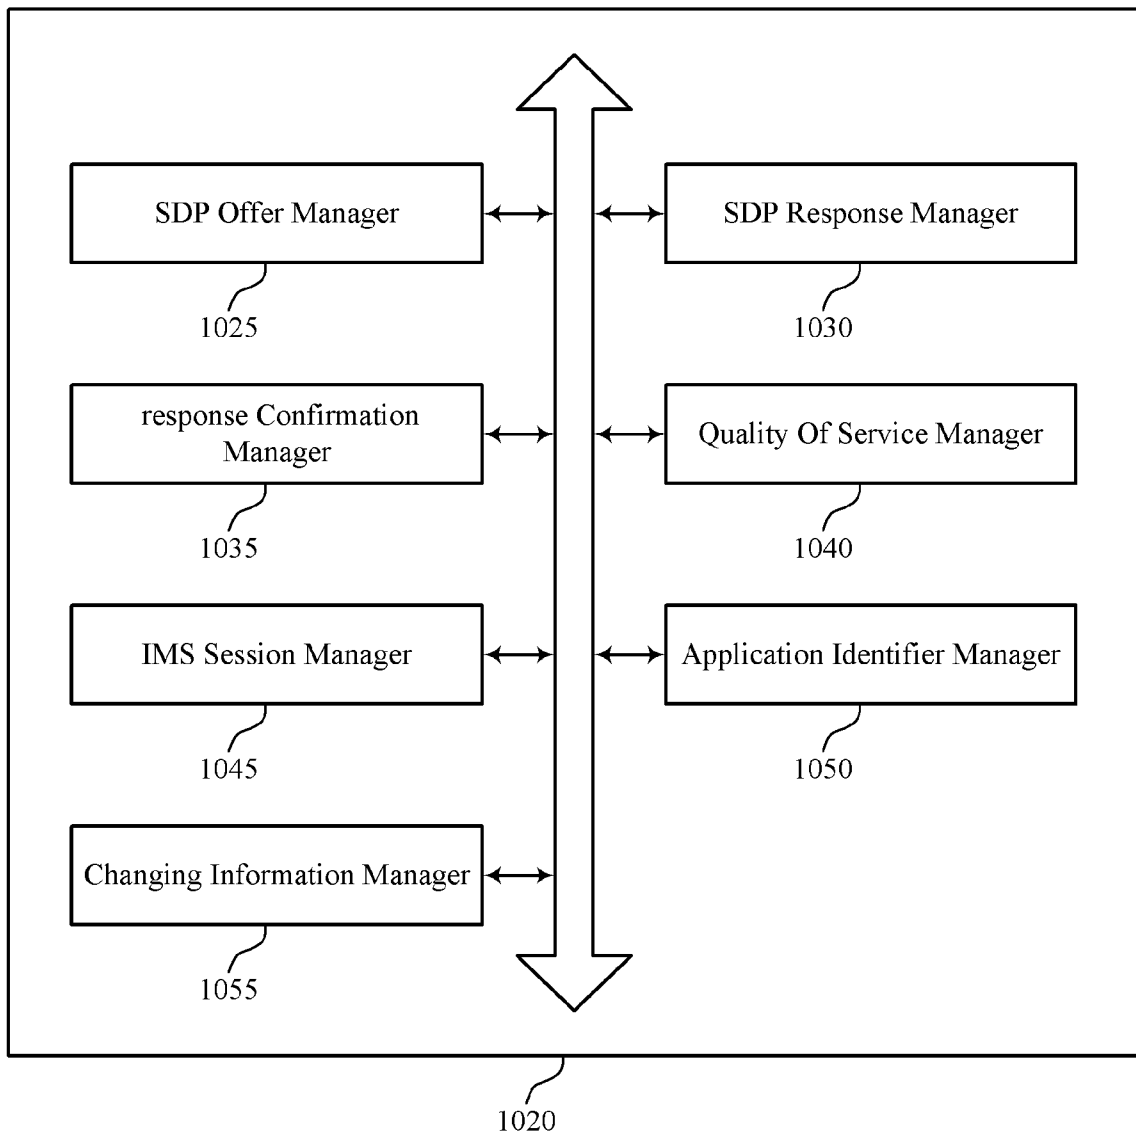 SDP Offer Manager
1025
SDP Response Manager
1030
response Confirmation
Manager
1035
Quality Of Service Manager
1040
IMS Session Manager
1045
Application Identifier Manager
1050
Changing Information Manager
1055
1020